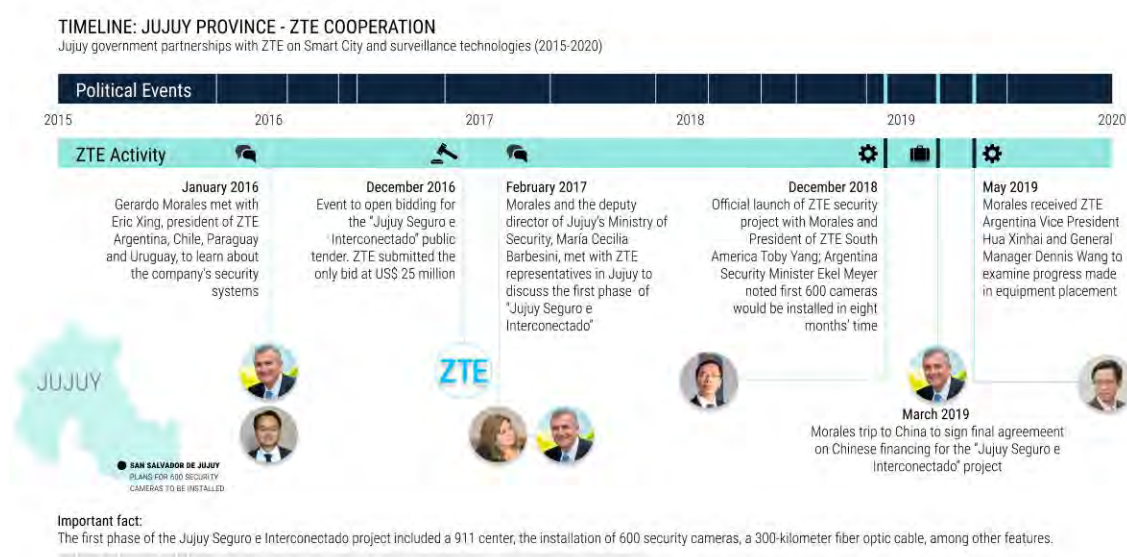 TIMELINE: JUJUY PROVINCE - ZTE COOPERATION
Jujuy government partnerships with ZTE on Smart City and surveillance technologies (2015-2020)
Political Events
2015
2016
2017
2018
2019
2020
ZTE Activity
January 2016
Gerardo Morales met with
Eric Xing, president of ZTE
Argentina, Chile, Paraguay
and Uruguay, to learn about
the company's security
systems
December 2016
Event to open bidding for
the "Jujuy Seguro e
Interconectado" public
tender. ZTE submitted the
only bid at US$ 25 million
February 2017
Morales and the deputy
director of Jujuy's Ministry of
Security, María Cecilia
Barbesini, met with ZTE
representatives in Jujuy to
discuss the first phase of
"Jujuy Seguro e
Interconectado"
December 2018
Official launch of ZTE security
project with Morales and
President of ZTE South
America Toby Yang; Argentina
Security Minister Ekel Meyer
noted first 600 cameras
would be installed in eight
months' time
May 2019
Morales received ZTE
Argentina Vice President
Hua Xinhai and General
Manager Dennis Wang to
examine progress made
in equipment placement
JUJUY
ZTE
March 2019
Morales trip to China to sign final agreemeent
on Chinese financing for the "Jujuy Seguro e
Interconectado" project
SAN SALVADOR DE JUJUY
PLANS FOR 600 SECURITY
CAMERAS TO BE INSTALLED
Important fact:
The first phase of the Jujuy Seguro e Interconectado project included a 911 center, the installation of 600 security cameras, a 300-kilometer fiber optic cable, among other features.